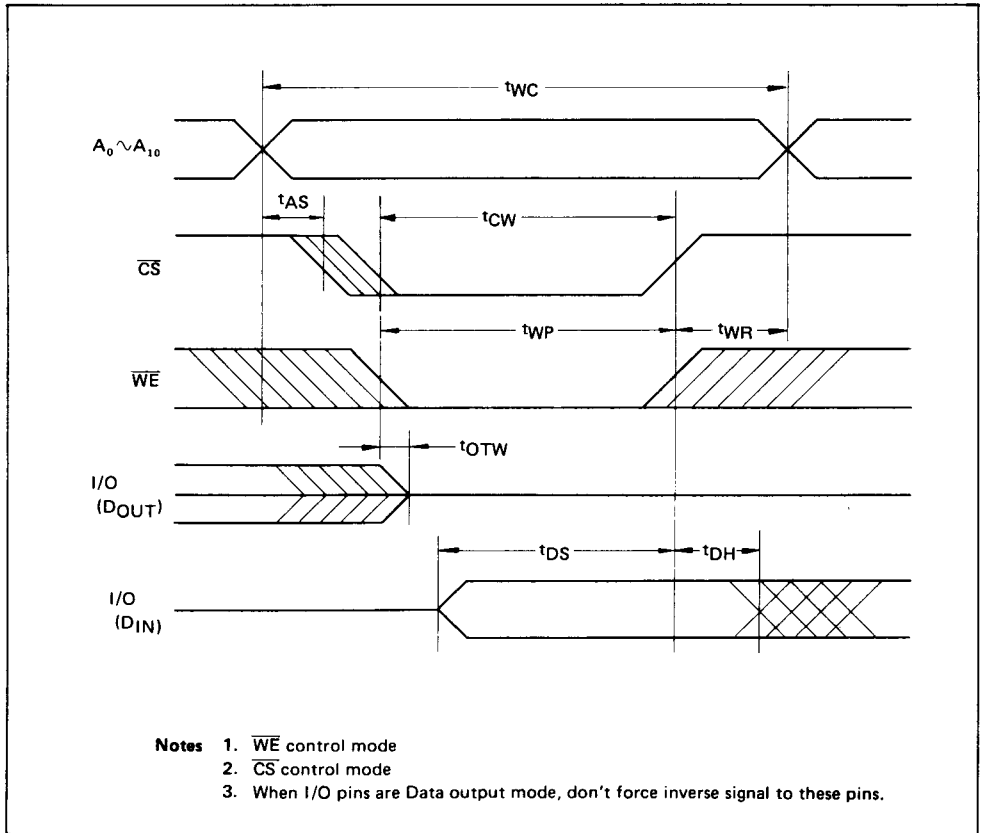 tWC
A0~A10
tAS
tCW
CS
tWP
tWR
WE
tOTW
I/O
(DOUT)
tDS
tDH
I/O
(DIN)
Notes 1. WE control mode
2. CS control mode
3. When I/O pins are Data output mode, don't force inverse signal to these pins.